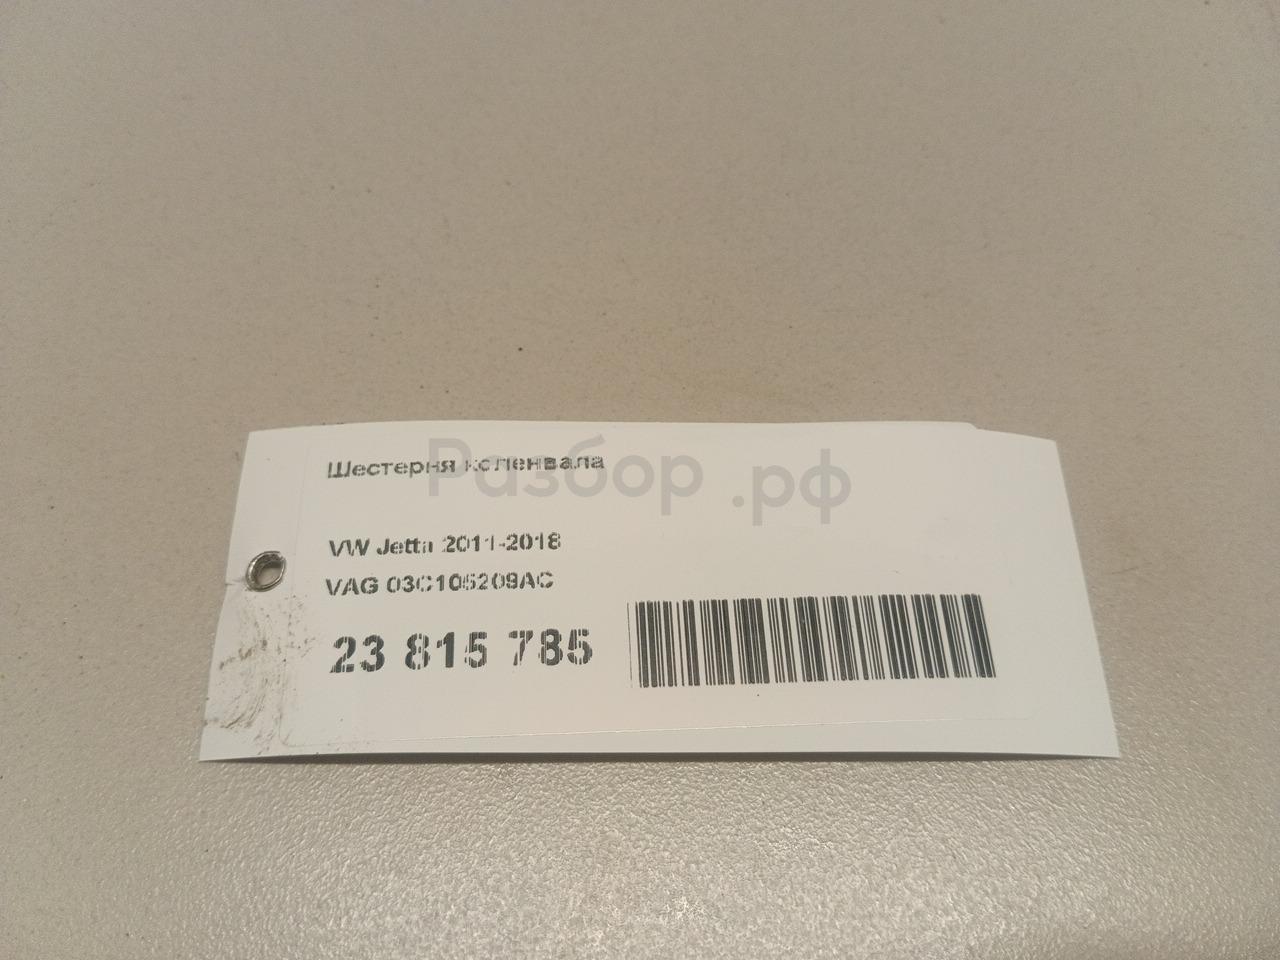 Шестерня коленвала
Разбор.рф
VW Jetta 2011-2018
VAG 03C105209AC
23 815 785